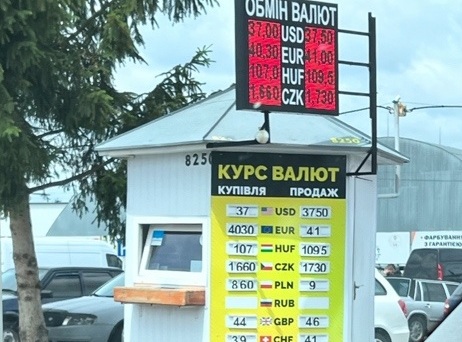 ОБМІН ВАЛЮТ
37.00 USD 37.50
40.30 EUR 41.00
107.0 HUF 109.5
1.660 CZK 1.730
8250
8250
КУРС ВАЛЮТ
КУПІВЛЯ ПРОДАЖ
37 USD 3750
4030 EUR 41
107 HUF 1095
1660 CZK 1730
860 PLN 9
RUB
44 GBP 46
39 CHF 41
ФАРБУВАННЯ
З ГАРАНТІЄЮ